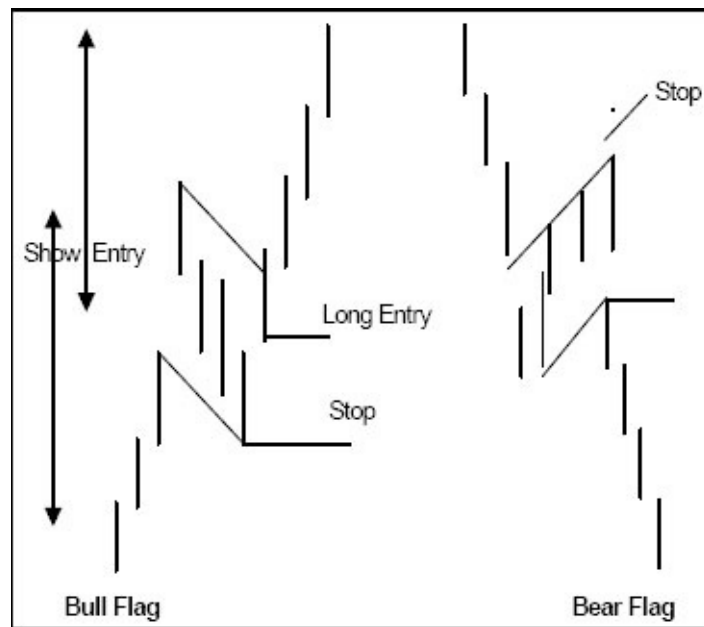 Stop
Show Entry
Long Entry
Stop
Bull Flag
Bear Flag